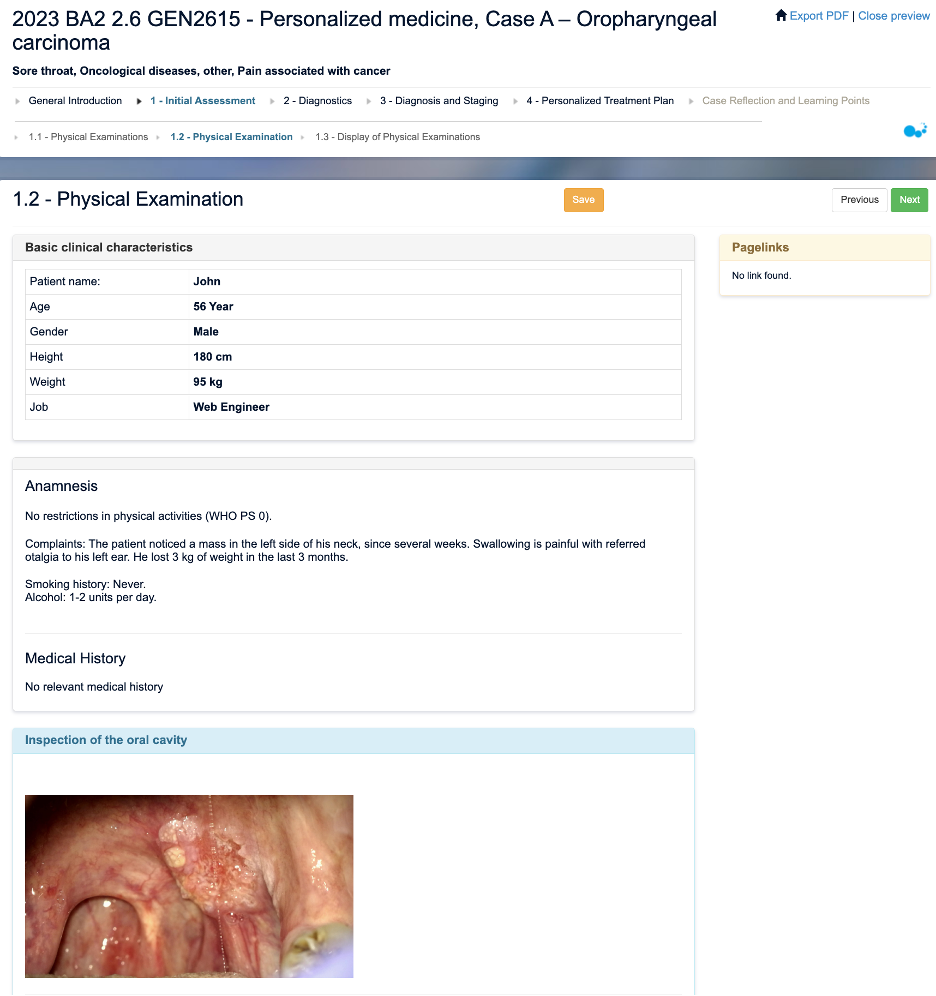 2023 BA2 2.6 GEN2615 - Personalized medicine, Case A – Oropharyngeal
carcinoma
Export PDF | Close preview
Sore throat, Oncological diseases, other, Pain associated with cancer
General Introduction 1 - Initial Assessment 2 - Diagnostics 3 - Diagnosis and Staging 4 - Personalized Treatment Plan Case Reflection and Learning Points
1.1 - Physical Examinations 1.2 - Physical Examination 1.3 - Display of Physical Examinations
1.2 - Physical Examination
Save
Previous Next
Basic clinical characteristics
Patient name: John
Age 56 Year
Gender Male
Height 180 cm
Weight 95 kg
Job Web Engineer
Pagelinks
No link found.
Anamnesis
No restrictions in physical activities (WHO PS 0).
Complaints: The patient noticed a mass in the left side of his neck, since several weeks. Swallowing is painful with referred
otalgia to his left ear. He lost 3 kg of weight in the last 3 months.
Smoking history: Never.
Alcohol: 1-2 units per day.
Medical History
No relevant medical history
Inspection of the oral cavity